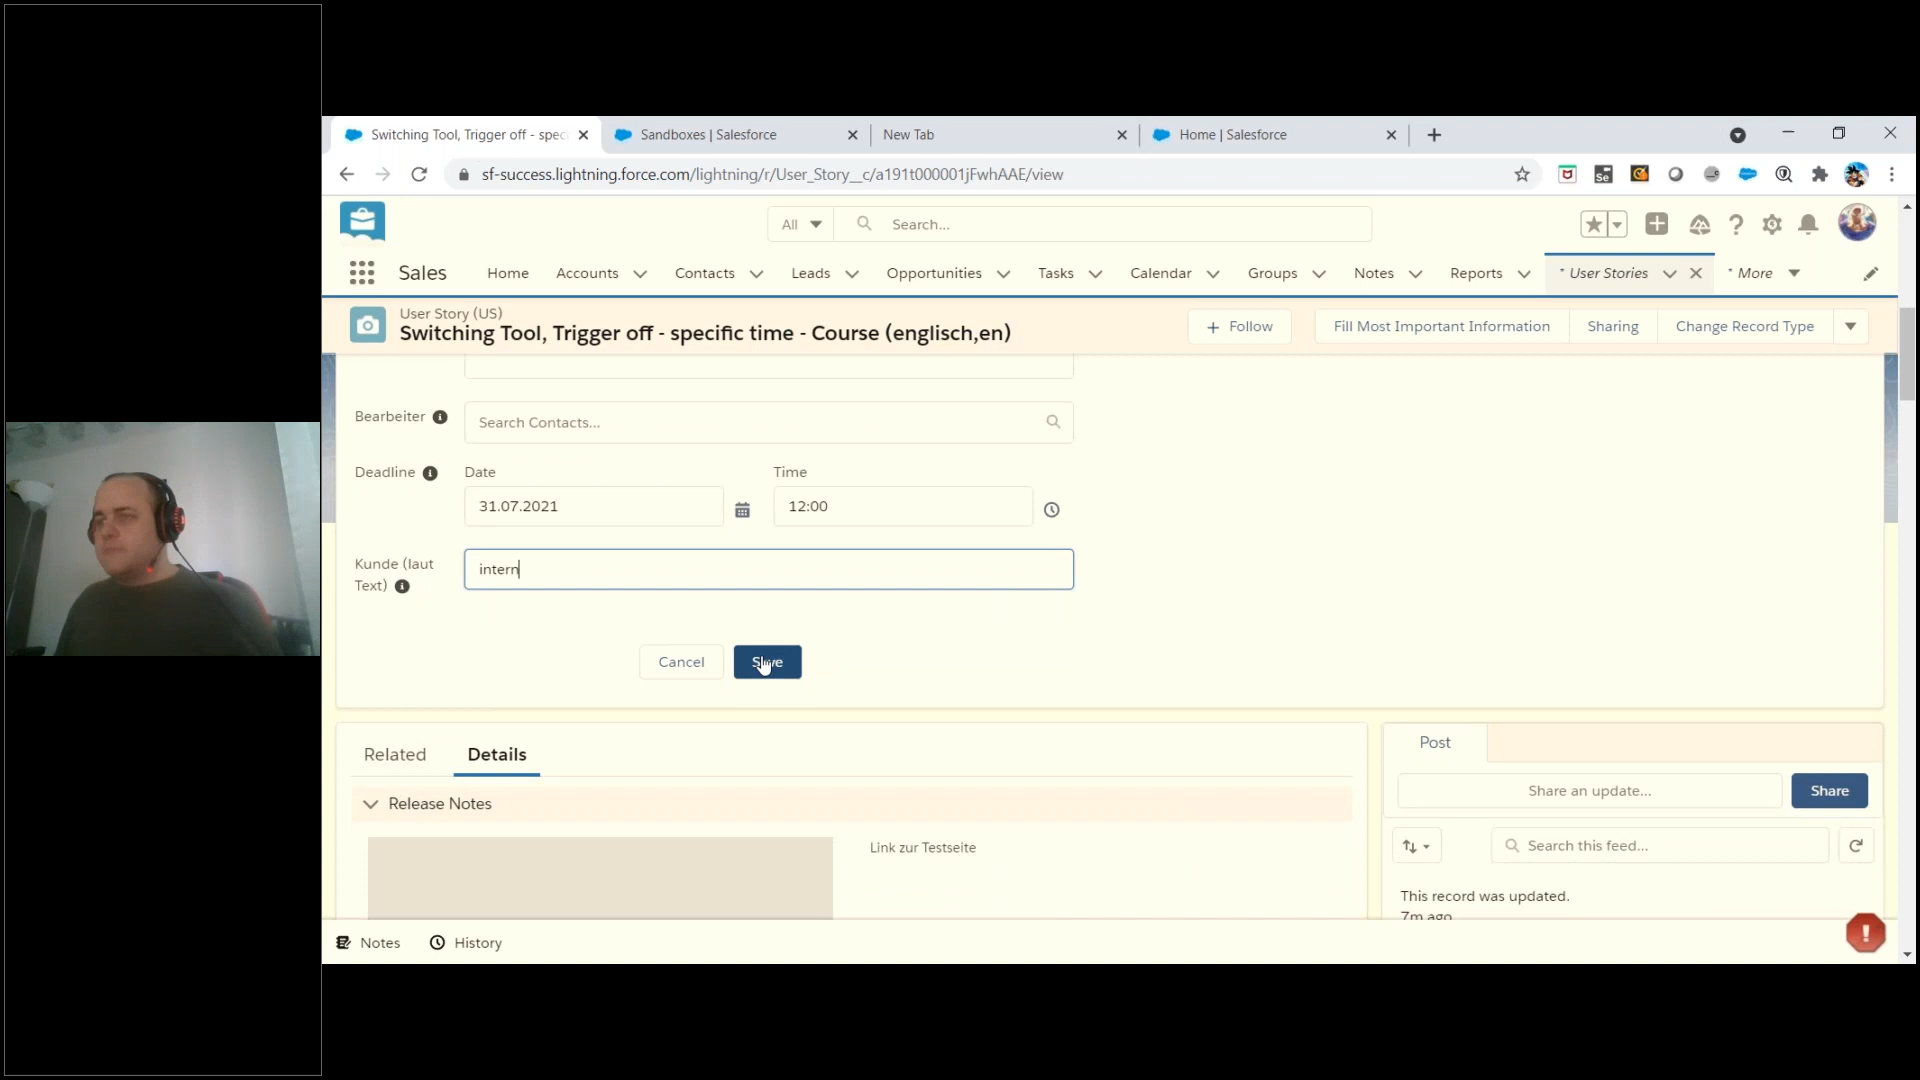 Switching Tool, Trigger off - spec
Sandboxes | Salesforce
New Tab
Home | Salesforce
sf-success.lightning.force.com/lightning/r/User_Story__c/a191t000001jFwhAAE/view
Se
All
Search...
Sales
Home
Accounts
Contacts
Leads
Opportunities
Tasks
Calendar
Groups
Notes
Reports
* User Stories
* More
User Story (US)
Switching Tool, Trigger off - specific time - Course (englisch,en)
+ Follow
Fill Most Important Information
Sharing
Change Record Type
Bearbeiter
Search Contacts...
Deadline
Date
Time
31.07.2021
12:00
Kunde (laut
Text)
intern
Cancel
Save
Related
Details
Post
Release Notes
Share an update...
Share
Link zur Testseite
Search this feed...
This record was updated.
7m ago
Notes
History